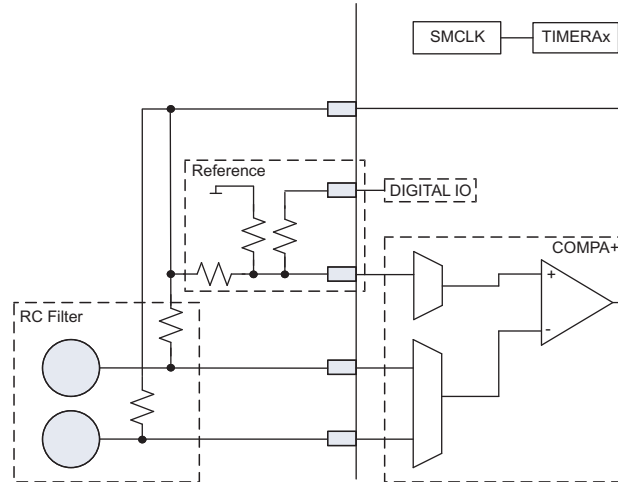 SMCLK
TIMERAx
Reference
DIGITAL IO
COMPA+
+
-
RC Filter